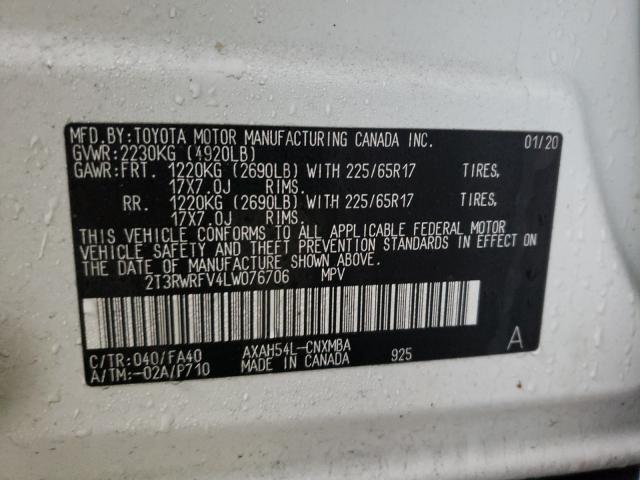 MFD.BY:TOYOTA MOTOR MANUFACTURING CANADA INC. 01/20
GVWR:2230KG (4920LB)
GAWR:FRT. 1220KG (2690LB) WITH 225/65R17 TIRES,
17X7.0J RIMS.
RR. 1220KG (2690LB) WITH 225/65R17 TIRES,
17X7.0J RIMS.
THIS VEHICLE CONFORMS TO ALL APPLICABLE FEDERAL MOTOR
VEHICLE SAFETY AND THEFT PREVENTION STANDARDS IN EFFECT ON
THE DATE OF MANUFACTURE SHOWN ABOVE.
2T3RWRFV4LW076706 MPV
C/TR:040/FA40 AXAH54L-CNXMBA 925 A
A/TM:-02A/P710 MADE IN CANADA